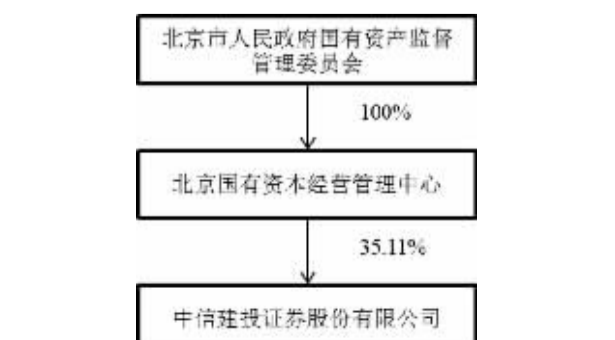 北京市人民政府国有资产监督
管理委员会
100%
北京国有资本经营管理中心
35.11%
中信建投证券股份有限公司